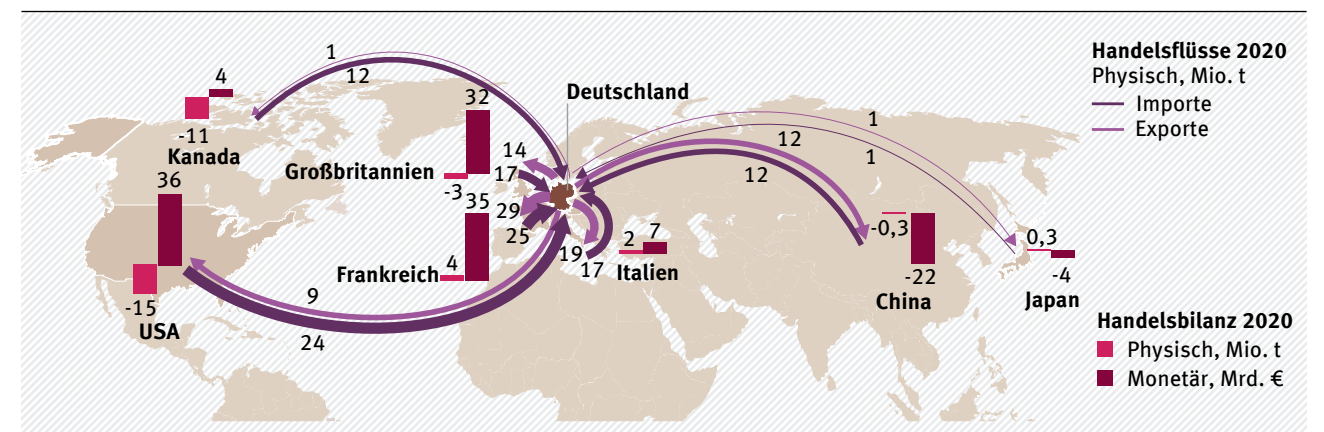 Handelsflüsse 2020
Physisch, Mio. t
Importe
Exporte
1
12
4
-11
Kanada
36
-15
USA
9
24
32
Großbritannien
-3
14
17
35
Frankreich
4
29
25
Deutschland
19
17
2
7
Italien
1
12
1
12
-0,3
-22
China
0,3
-4
Japan
Handelsbilanz 2020
Physisch, Mio. t
Monetär, Mrd. €